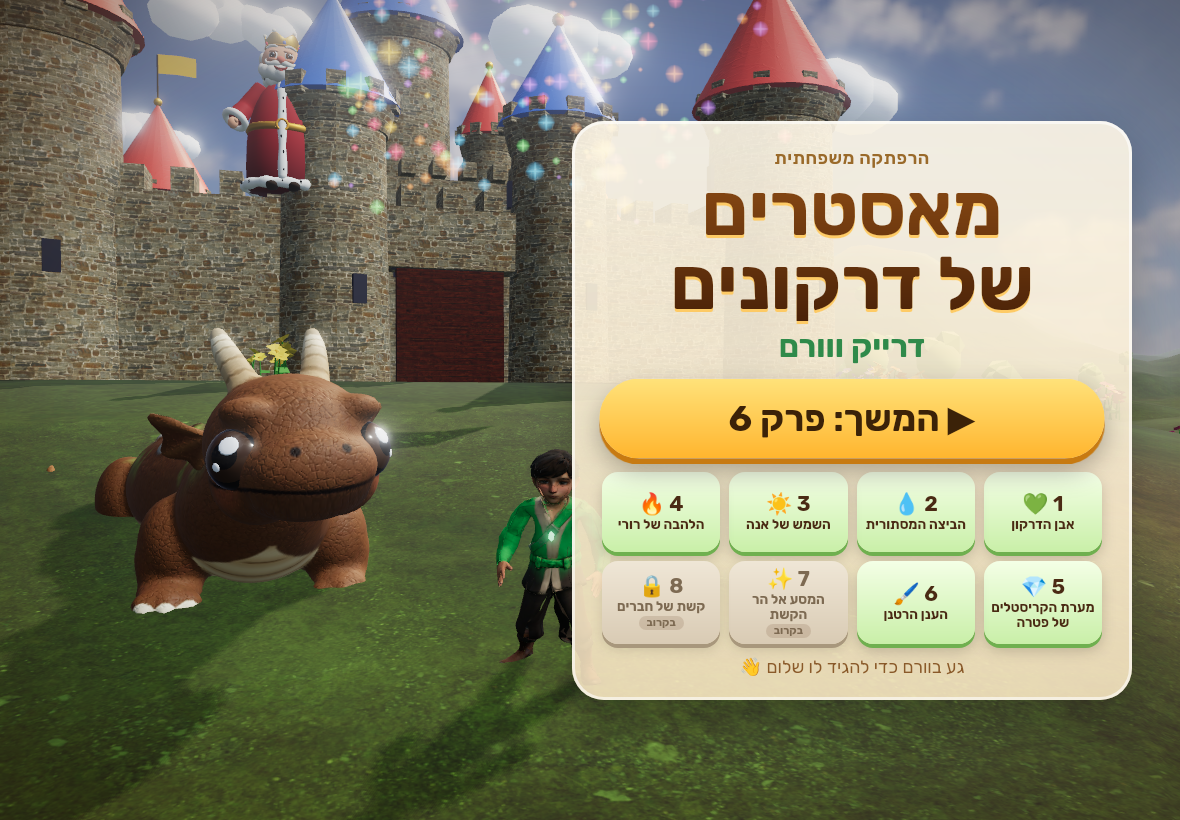 הרפתקה משפחתית
מאסטרים
של דרקונים
דרייק ווורם
▶ המשך: פרק 6
1 💚
אבן הדרקון
2 💧
הביצה המסתורית
3 ☀️
השמש של אנה
4 🔥
הלהבה של רורי
5 💎
מערת הקריסטלים
של פטרה
6 🖌️
הענן הרטנן
7 ✨
המסע אל הר
הקשת
בקרוב
8 🔒
קשת של חברים
בקרוב
געו בוורם כדי להגיד לו שלום 👋